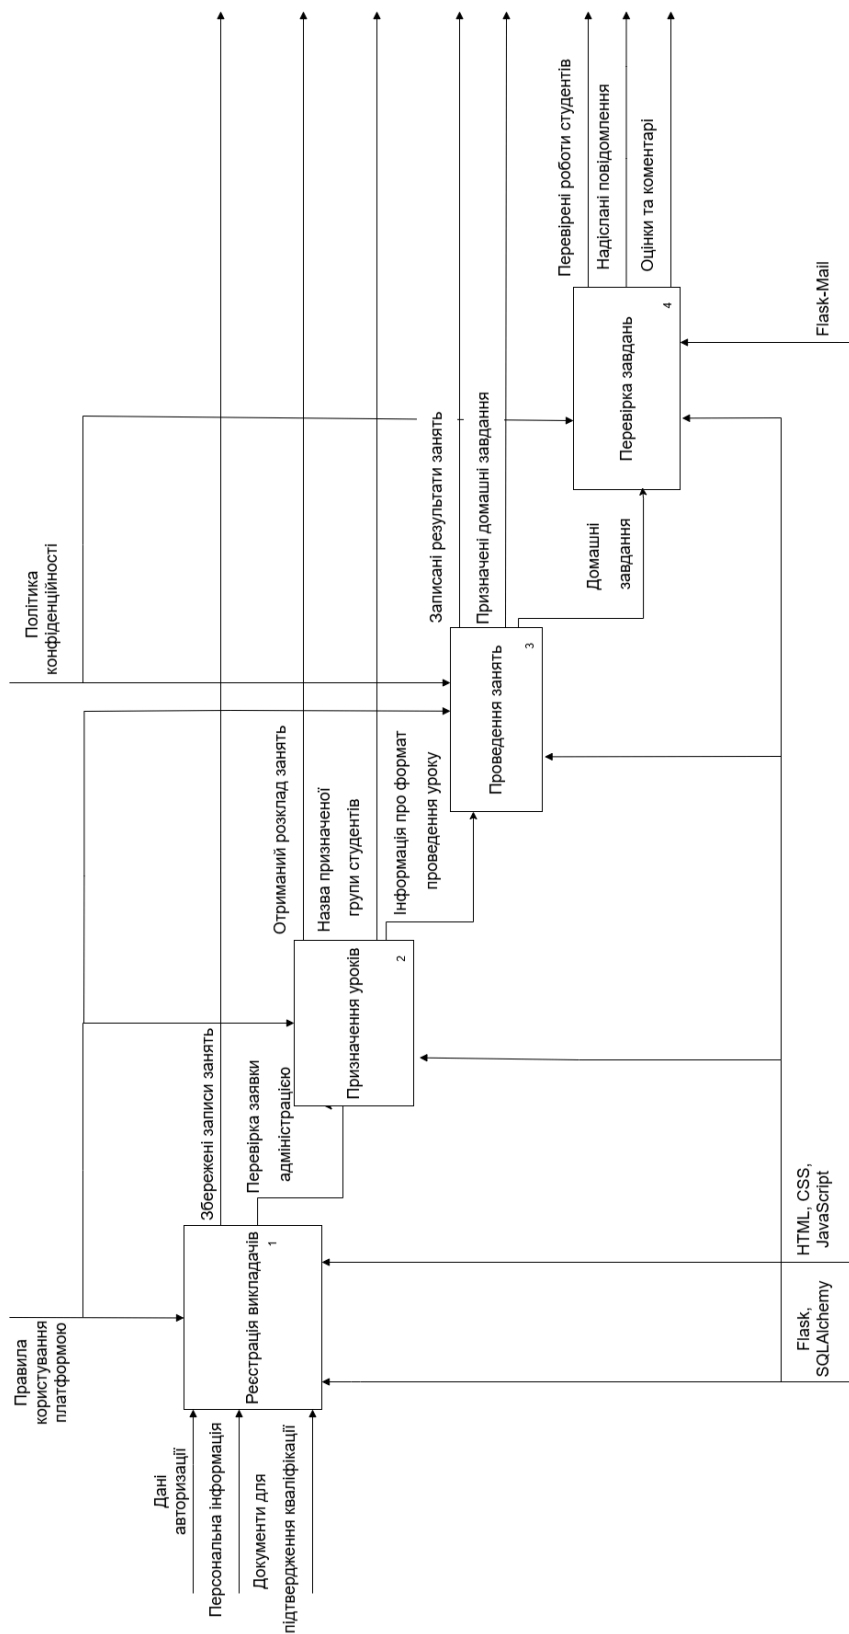 Правила
користування
платформою
Політика
конфіденційності
Дані
авторизації
Персональна інформація
Документи для
підтвердження кваліфікації
Реєстрація викладачів
1
Збережені записи занять
Перевірка заявки
адміністрацією
Призначення уроків
2
Отриманий розклад занять
Назва призначеної
групи студентів
Інформація про формат
проведення уроку
Проведення занять
3
Записані результати занять
Призначені домашні завдання
Домашні
завдання
Перевірка завдань
4
Перевірені роботи студентів
Надіслані повідомлення
Оцінки та коментарі
Flask,
SQLAlchemy
HTML, CSS,
JavaScript
Flask-Mail